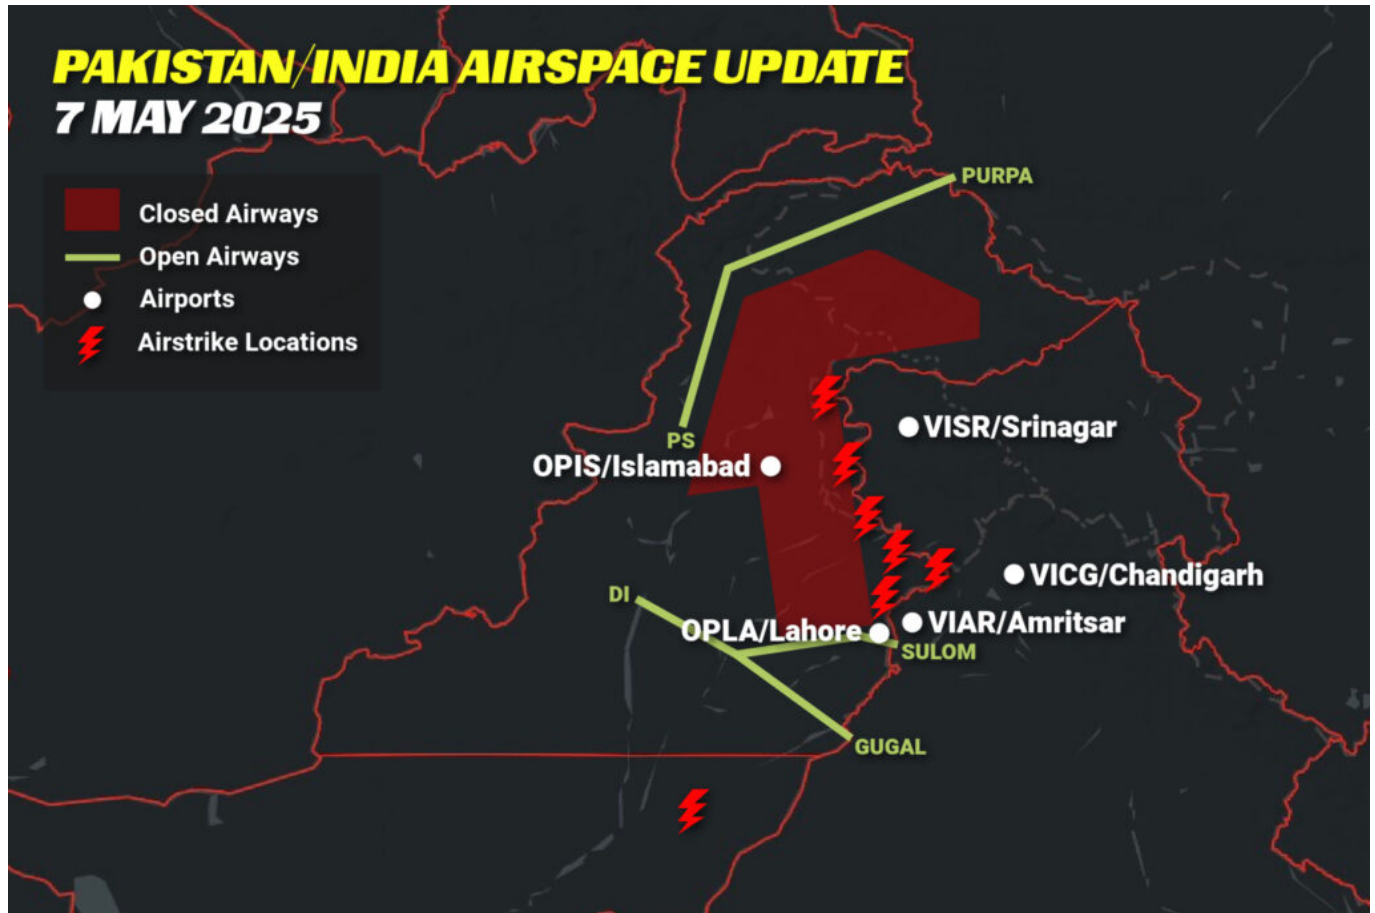 PAKISTAN/INDIA AIRSPACE UPDATE
7 MAY 2025
Closed Airways
Open Airways
Airports
Airstrike Locations
PURPA
PS
VISR/Srinagar
OPIS/Islamabad
VICG/Chandigarh
DI
VIAR/Amritsar
OPLA/Lahore
SULOM
GUGAL